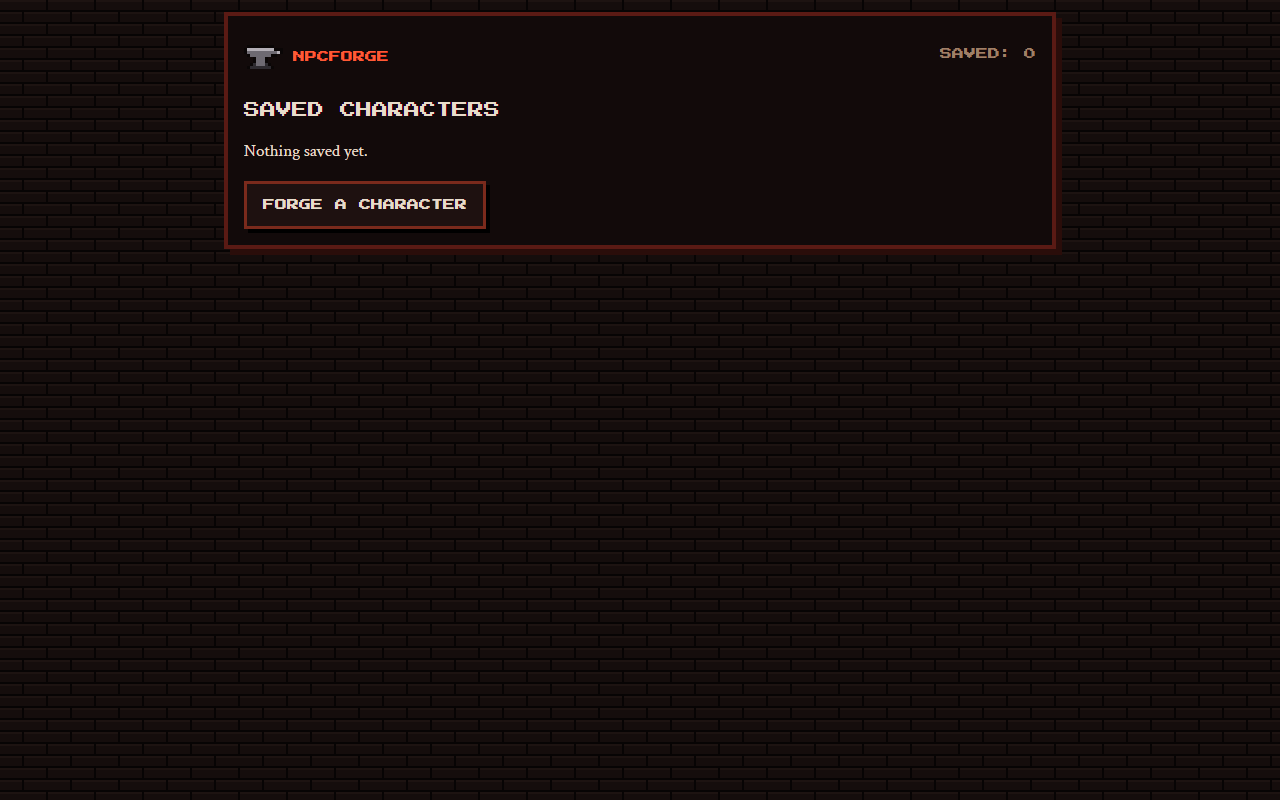 NPCFORGE
SAVED: 0
SAVED CHARACTERS
Nothing saved yet.
FORGE A CHARACTER